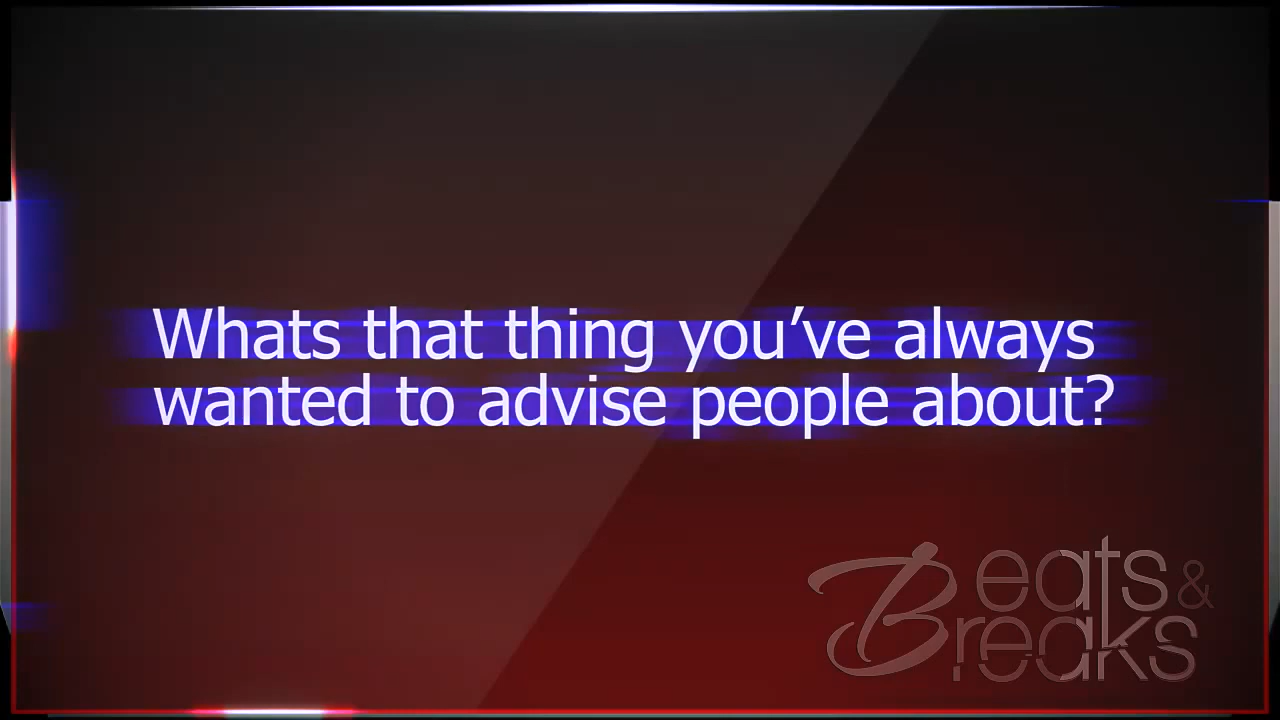 Whats that thing you’ve always
wanted to advise people about?
Beats &
Breaks